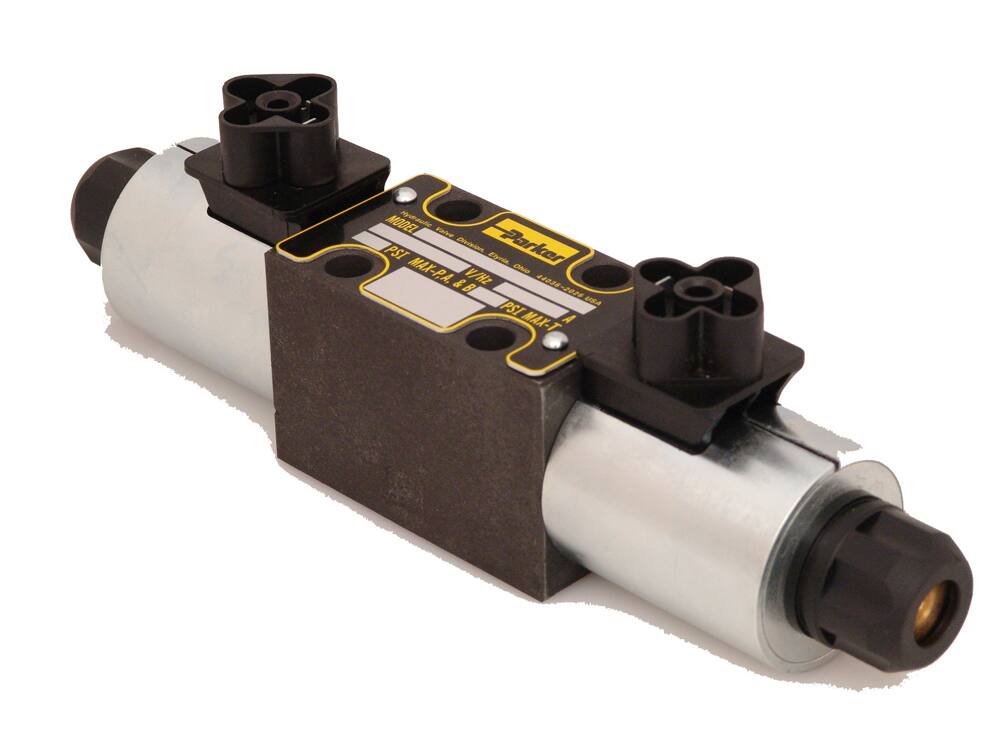 Parker
Hydraulic Valve Division, Elyria, Ohio 44035-2026 USA
MODEL
V/Hz A
PSI MAX-P,A, & B PSI MAX-T